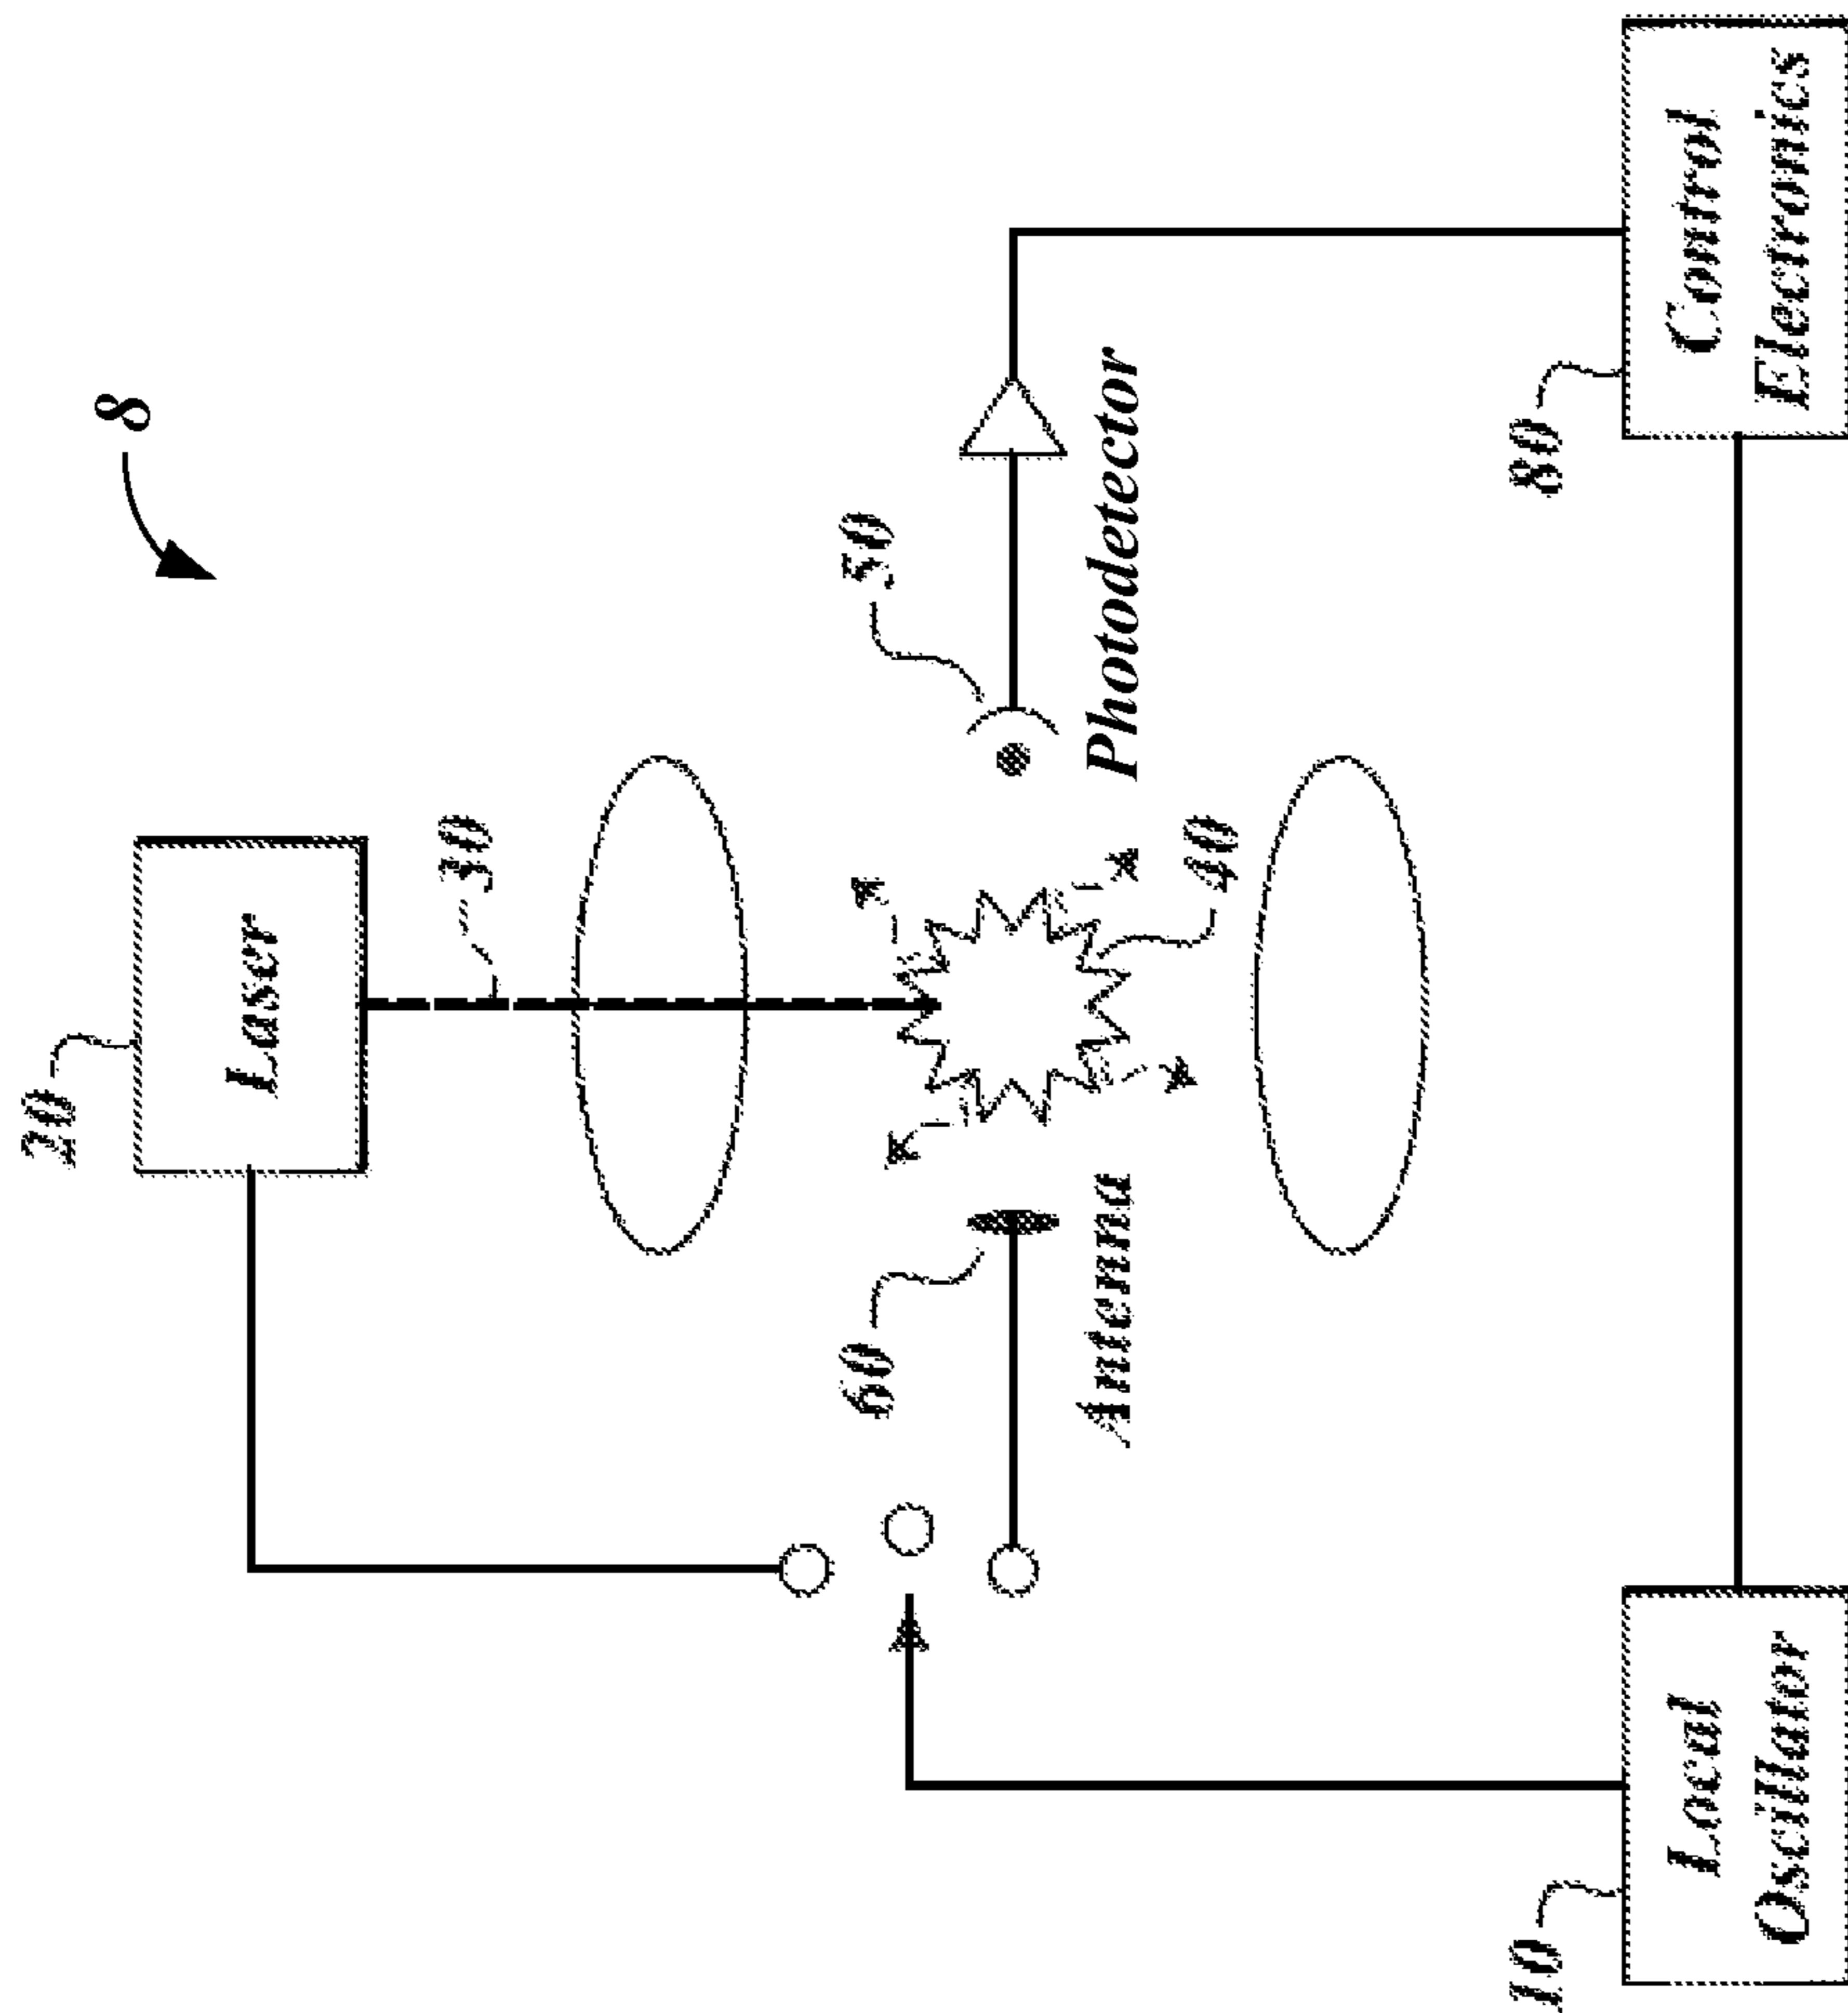 20
8
Laser
30
60
50
Antenna
Photodetector
40
10
80
Local
Oscillator
Control
Electronics